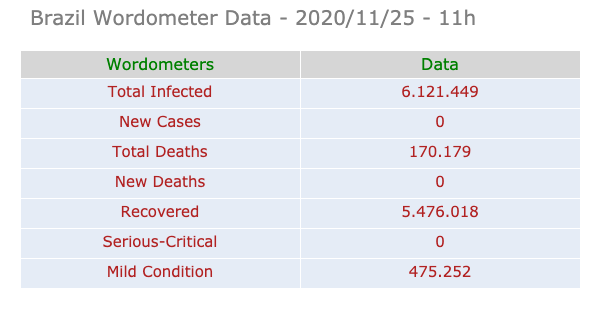 Brazil Wordometer Data - 2020/11/25 - 11h
Wordometers Data
Total Infected 6.121.449
New Cases 0
Total Deaths 170.179
New Deaths 0
Recovered 5.476.018
Serious-Critical 0
Mild Condition 475.252